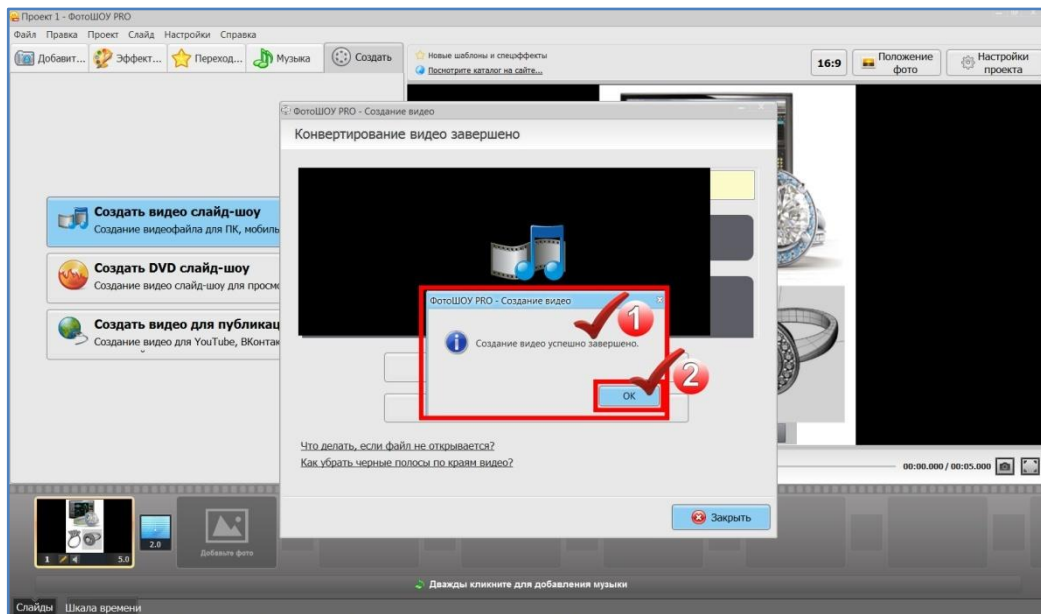 Проект 1 - ФотоШОУ PRO
Файл Правка Проект Слайд Настройки Справка
Добавит... Эффект... Переход... Музыка Создать
Новые шаблоны и спецэффекты
Посмотрите каталог на сайте...
16:9
Положение фото
Настройки проекта
ФотоШОУ PRO - Создание видео
Конвертирование видео завершено
Создать видео слайд-шоу
Создание видеофайла для ПК, мобиль
Создать DVD слайд-шоу
Создание видео слайд-шоу для просмо
Создать видео для публикац
Создание видео для YouTube, ВКонтак
ФотоШОУ PRO - Создание видео
1
Создание видео успешно завершено.
2
OK
Что делать, если файл не открывается?
Как убрать черные полосы по краям видео?
00:00.000 / 00:05.000
Закрыть
1 5.0
2.0
Добавьте фото
Дважды кликните для добавления музыки
Слайды Шкала времени